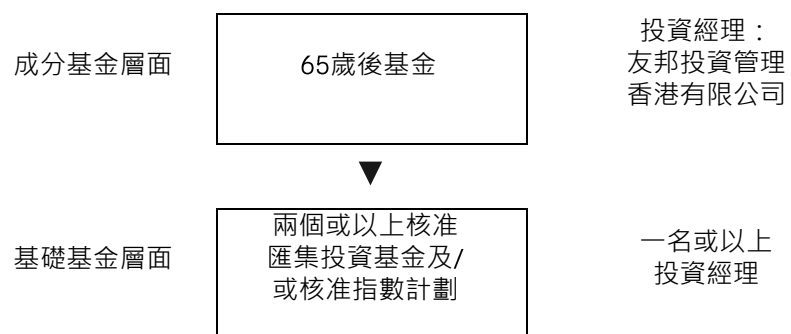 成分基金層面
65歲後基金
投資經理：
友邦投資管理
香港有限公司
基礎基金層面
兩個或以上核准
匯集投資基金及/
或核准指數計劃
一名或以上
投資經理